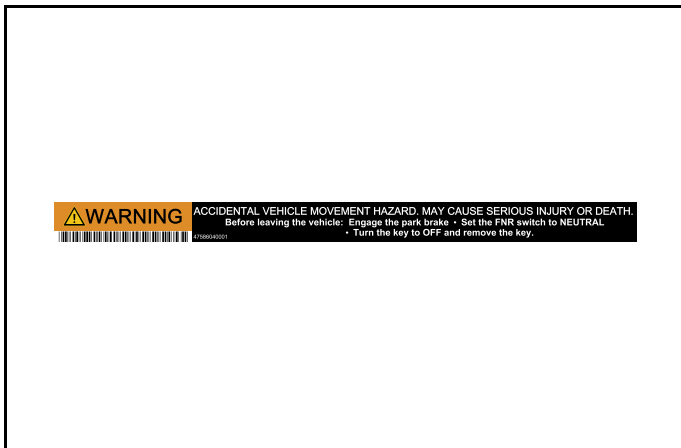 WARNING
ACCIDENTAL VEHICLE MOVEMENT HAZARD. MAY CAUSE SERIOUS INJURY OR DEATH.
Before leaving the vehicle: Engage the park brake • Set the FNR switch to NEUTRAL
• Turn the key to OFF and remove the key.
47586040001